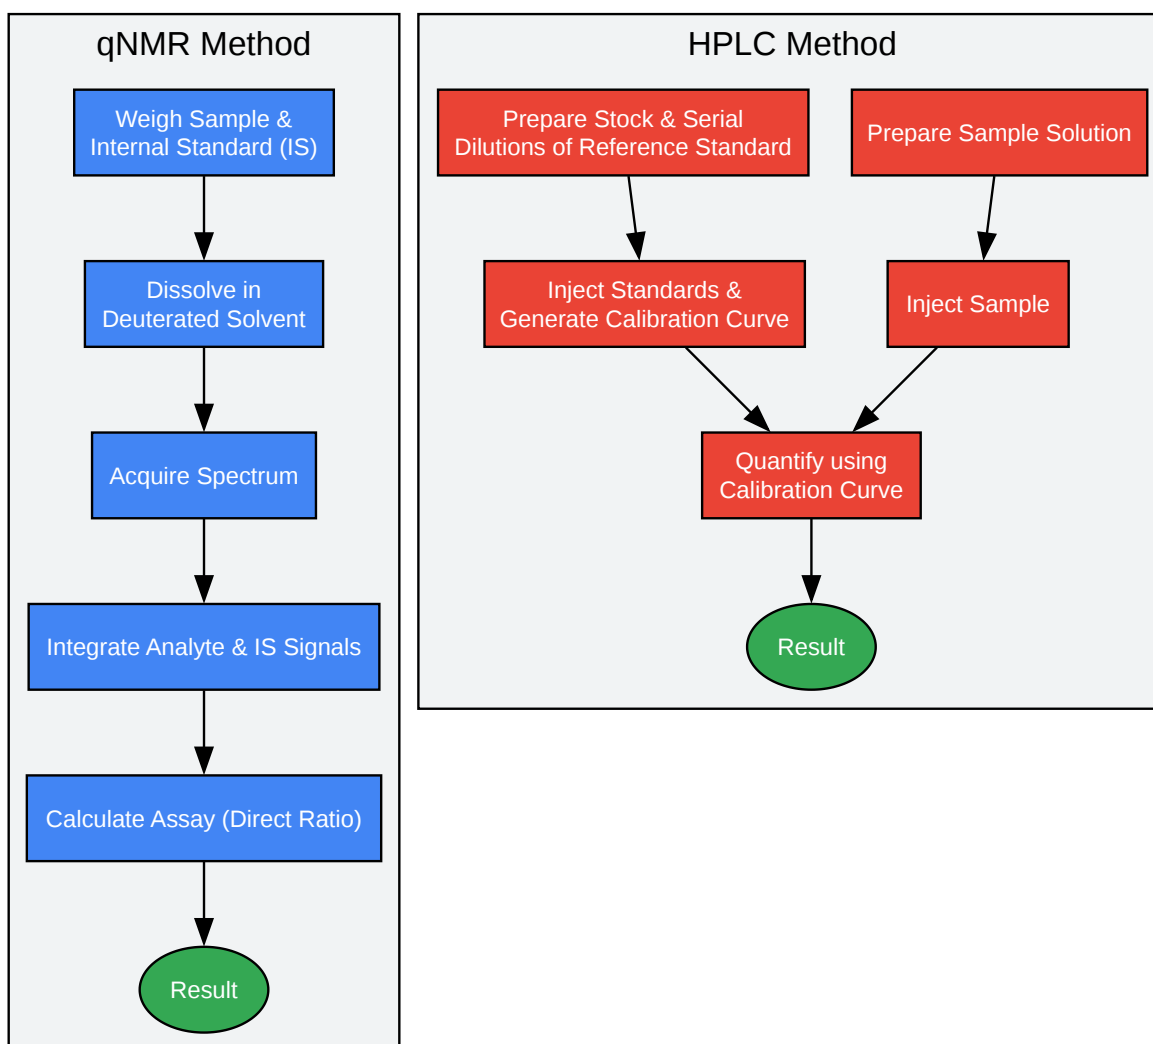 qNMR Method
Weigh Sample &
Internal Standard (IS)
Dissolve in
Deuterated Solvent
Acquire Spectrum
Integrate Analyte & IS Signals
Calculate Assay (Direct Ratio)
Result
HPLC Method
Prepare Stock & Serial
Dilutions of Reference Standard
Prepare Sample Solution
Inject Standards &
Generate Calibration Curve
Inject Sample
Quantify using
Calibration Curve
Result